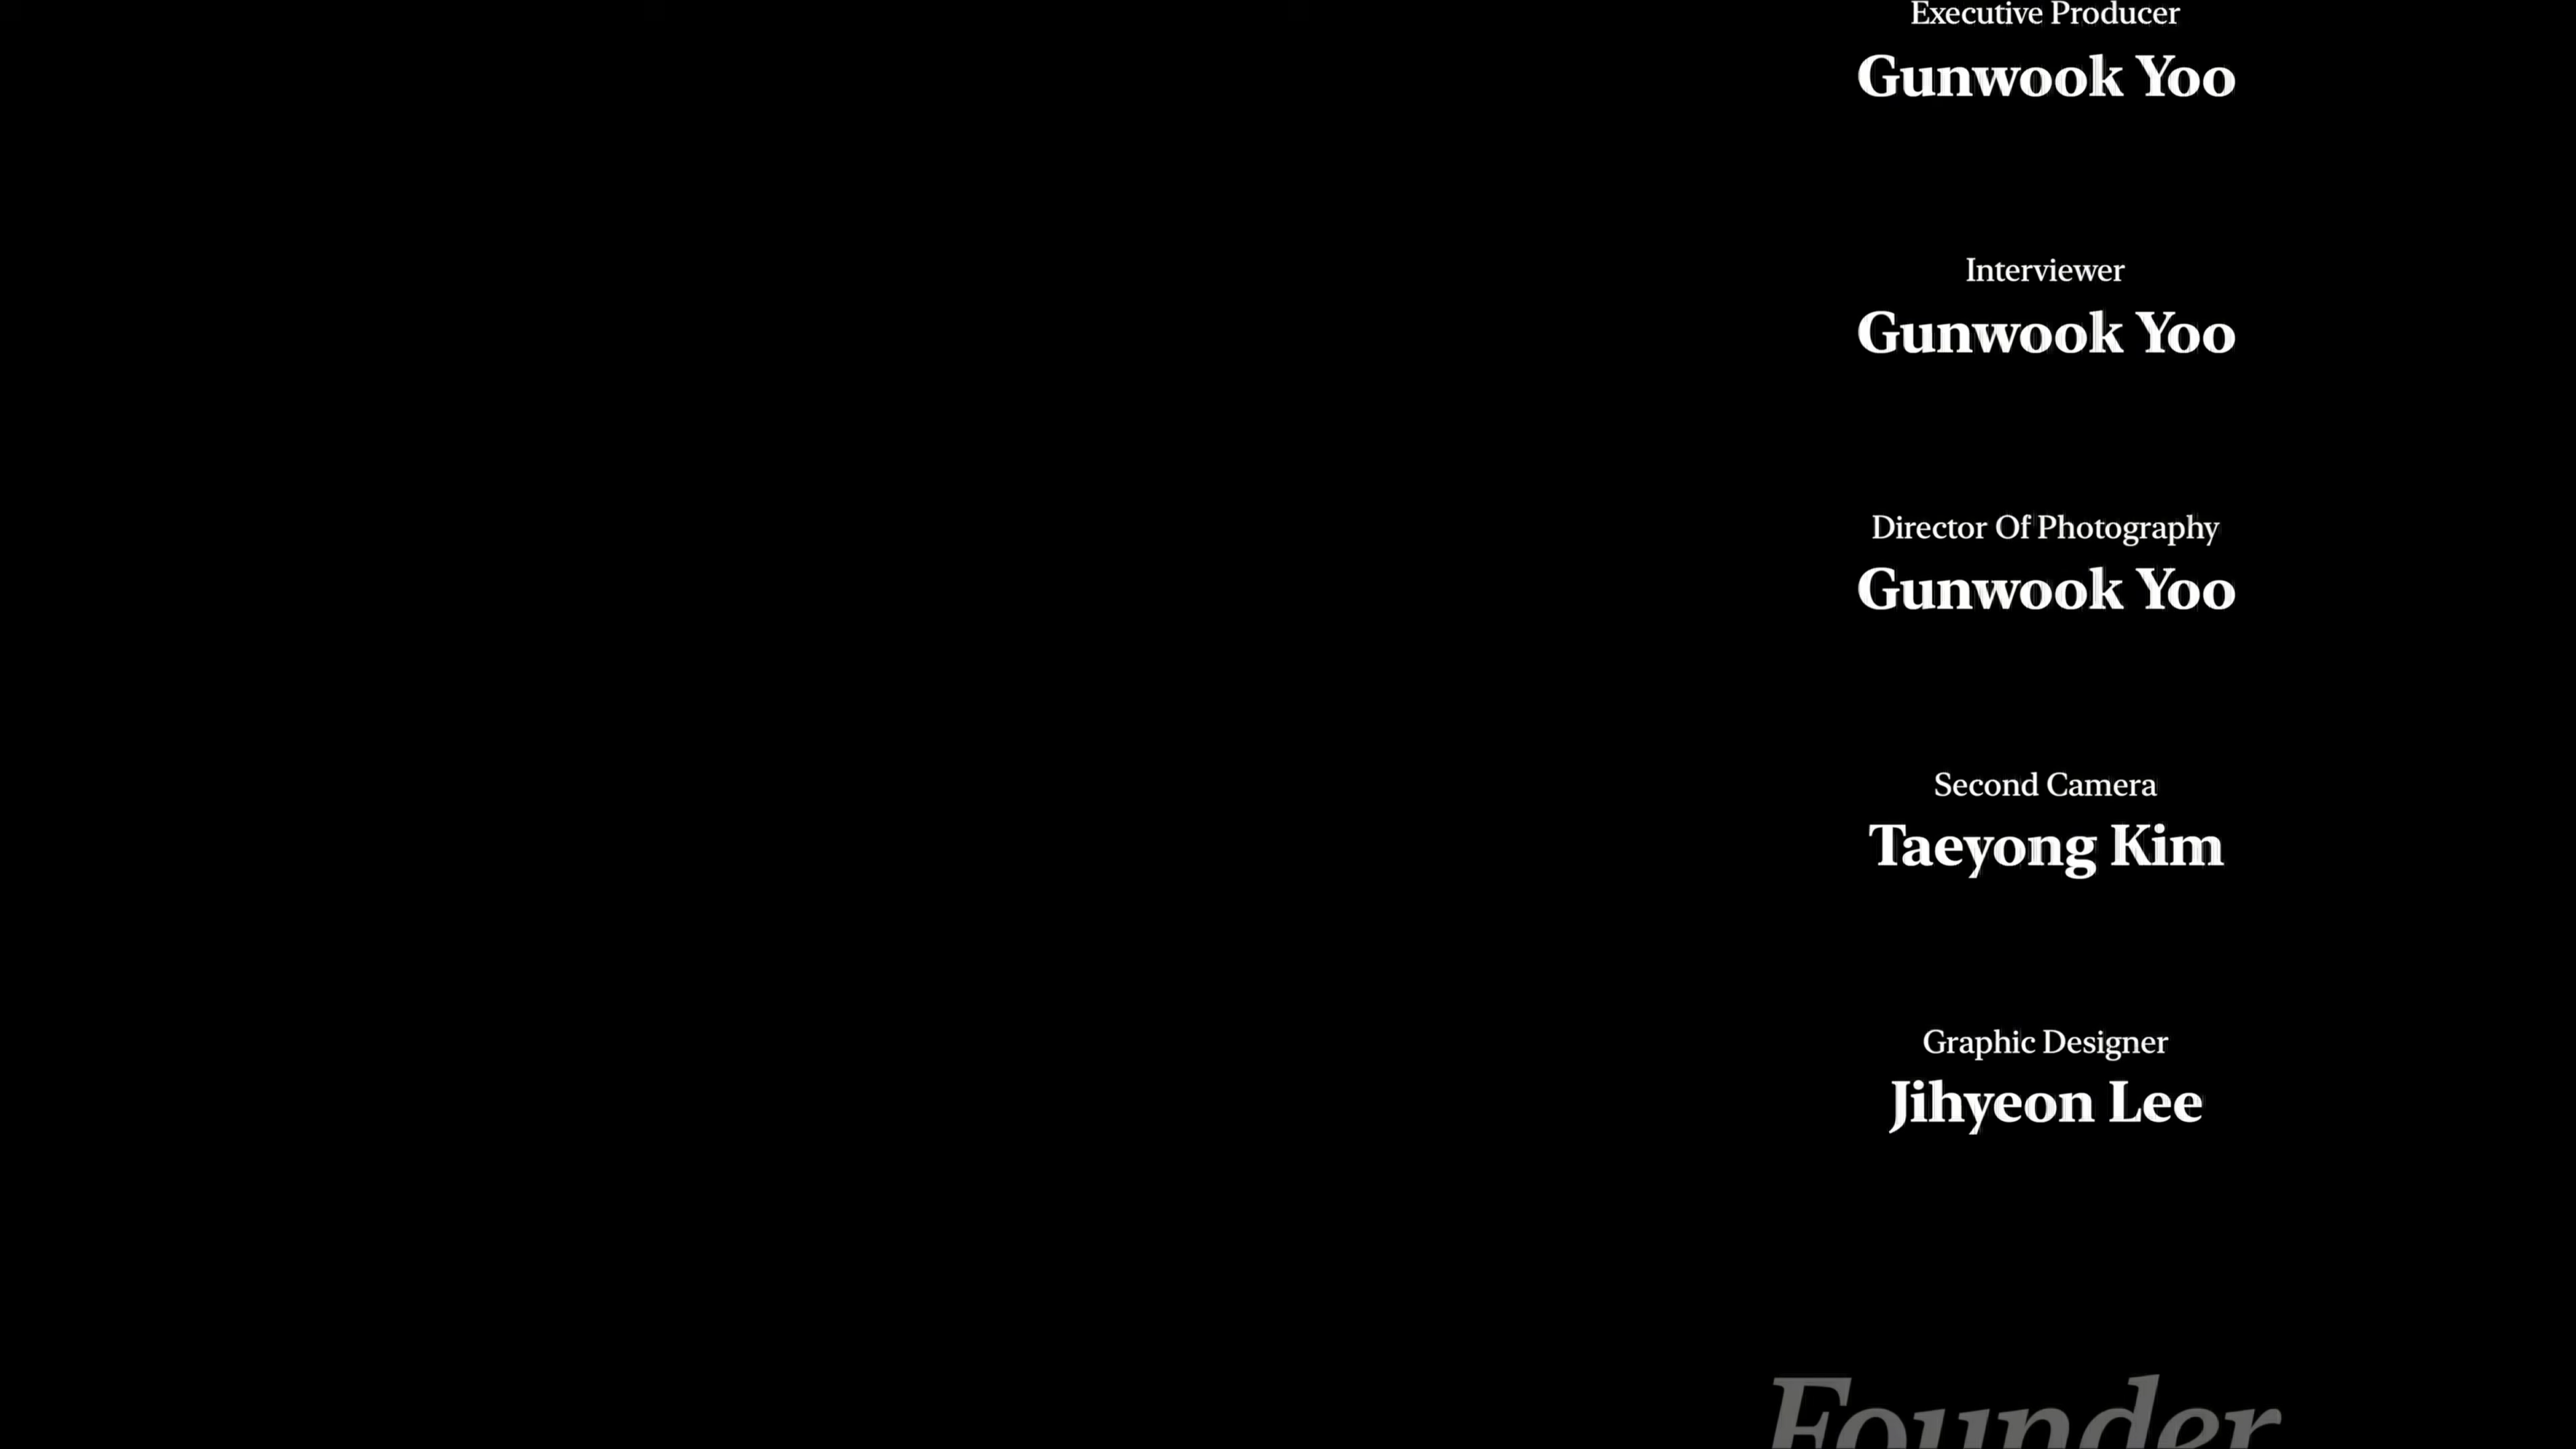 Executive Producer
Gunwook Yoo
Interviewer
Gunwook Yoo
Director Of Photography
Gunwook Yoo
Second Camera
Taeyong Kim
Graphic Designer
Jihyeon Lee
Founder